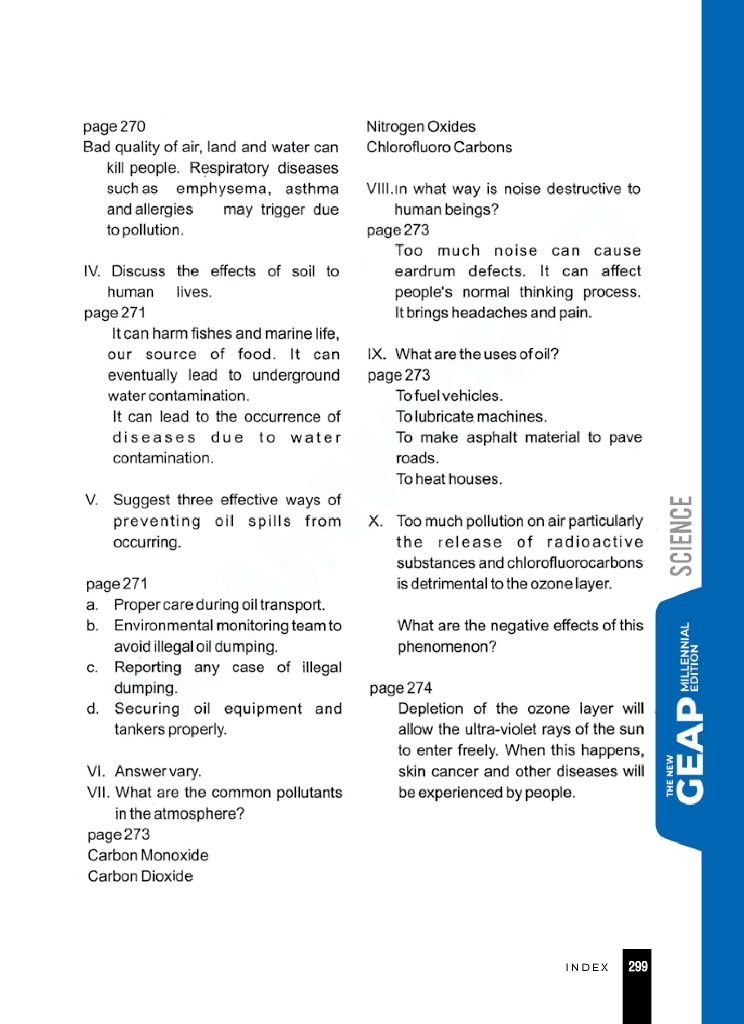 page 270
Bad quality of air, land and water can
kill people. Respiratory diseases
such as emphysema, asthma
and allergies may trigger due
to pollution.
IV. Discuss the effects of soil to
human lives.
page 271
It can harm fishes and marine life,
our source of food. It can
eventually lead to underground
water contamination.
It can lead to the occurrence of
diseases due to water
contamination.
V. Suggest three effective ways of
preventing oil spills from
occurring.
page 271
a. Proper care during oil transport.
b. Environmental monitoring team to
avoid illegal oil dumping.
c. Reporting any case of illegal
dumping.
d. Securing oil equipment and
tankers properly.
VI. Answer vary.
VII. What are the common pollutants
in the atmosphere?
page 273
Carbon Monoxide
Carbon Dioxide
Nitrogen Oxides
Chlorofluoro Carbons
VIII. In what way is noise destructive to
human beings?
page 273
Too much noise can cause
eardrum defects. It can affect
people's normal thinking process.
It brings headaches and pain.
IX. What are the uses of oil?
page 273
To fuel vehicles.
To lubricate machines.
To make asphalt material to pave
roads.
To heat houses.
X. Too much pollution on air particularly
the release of radioactive
substances and chlorofluorocarbons
is detrimental to the ozone layer.
What are the negative effects of this
phenomenon?
page 274
Depletion of the ozone layer will
allow the ultra-violet rays of the sun
to enter freely. When this happens,
skin cancer and other diseases will
be experienced by people.
SCIENCE
THE NEW
GEAP
MILLENNIAL
EDITION
INDEX 299